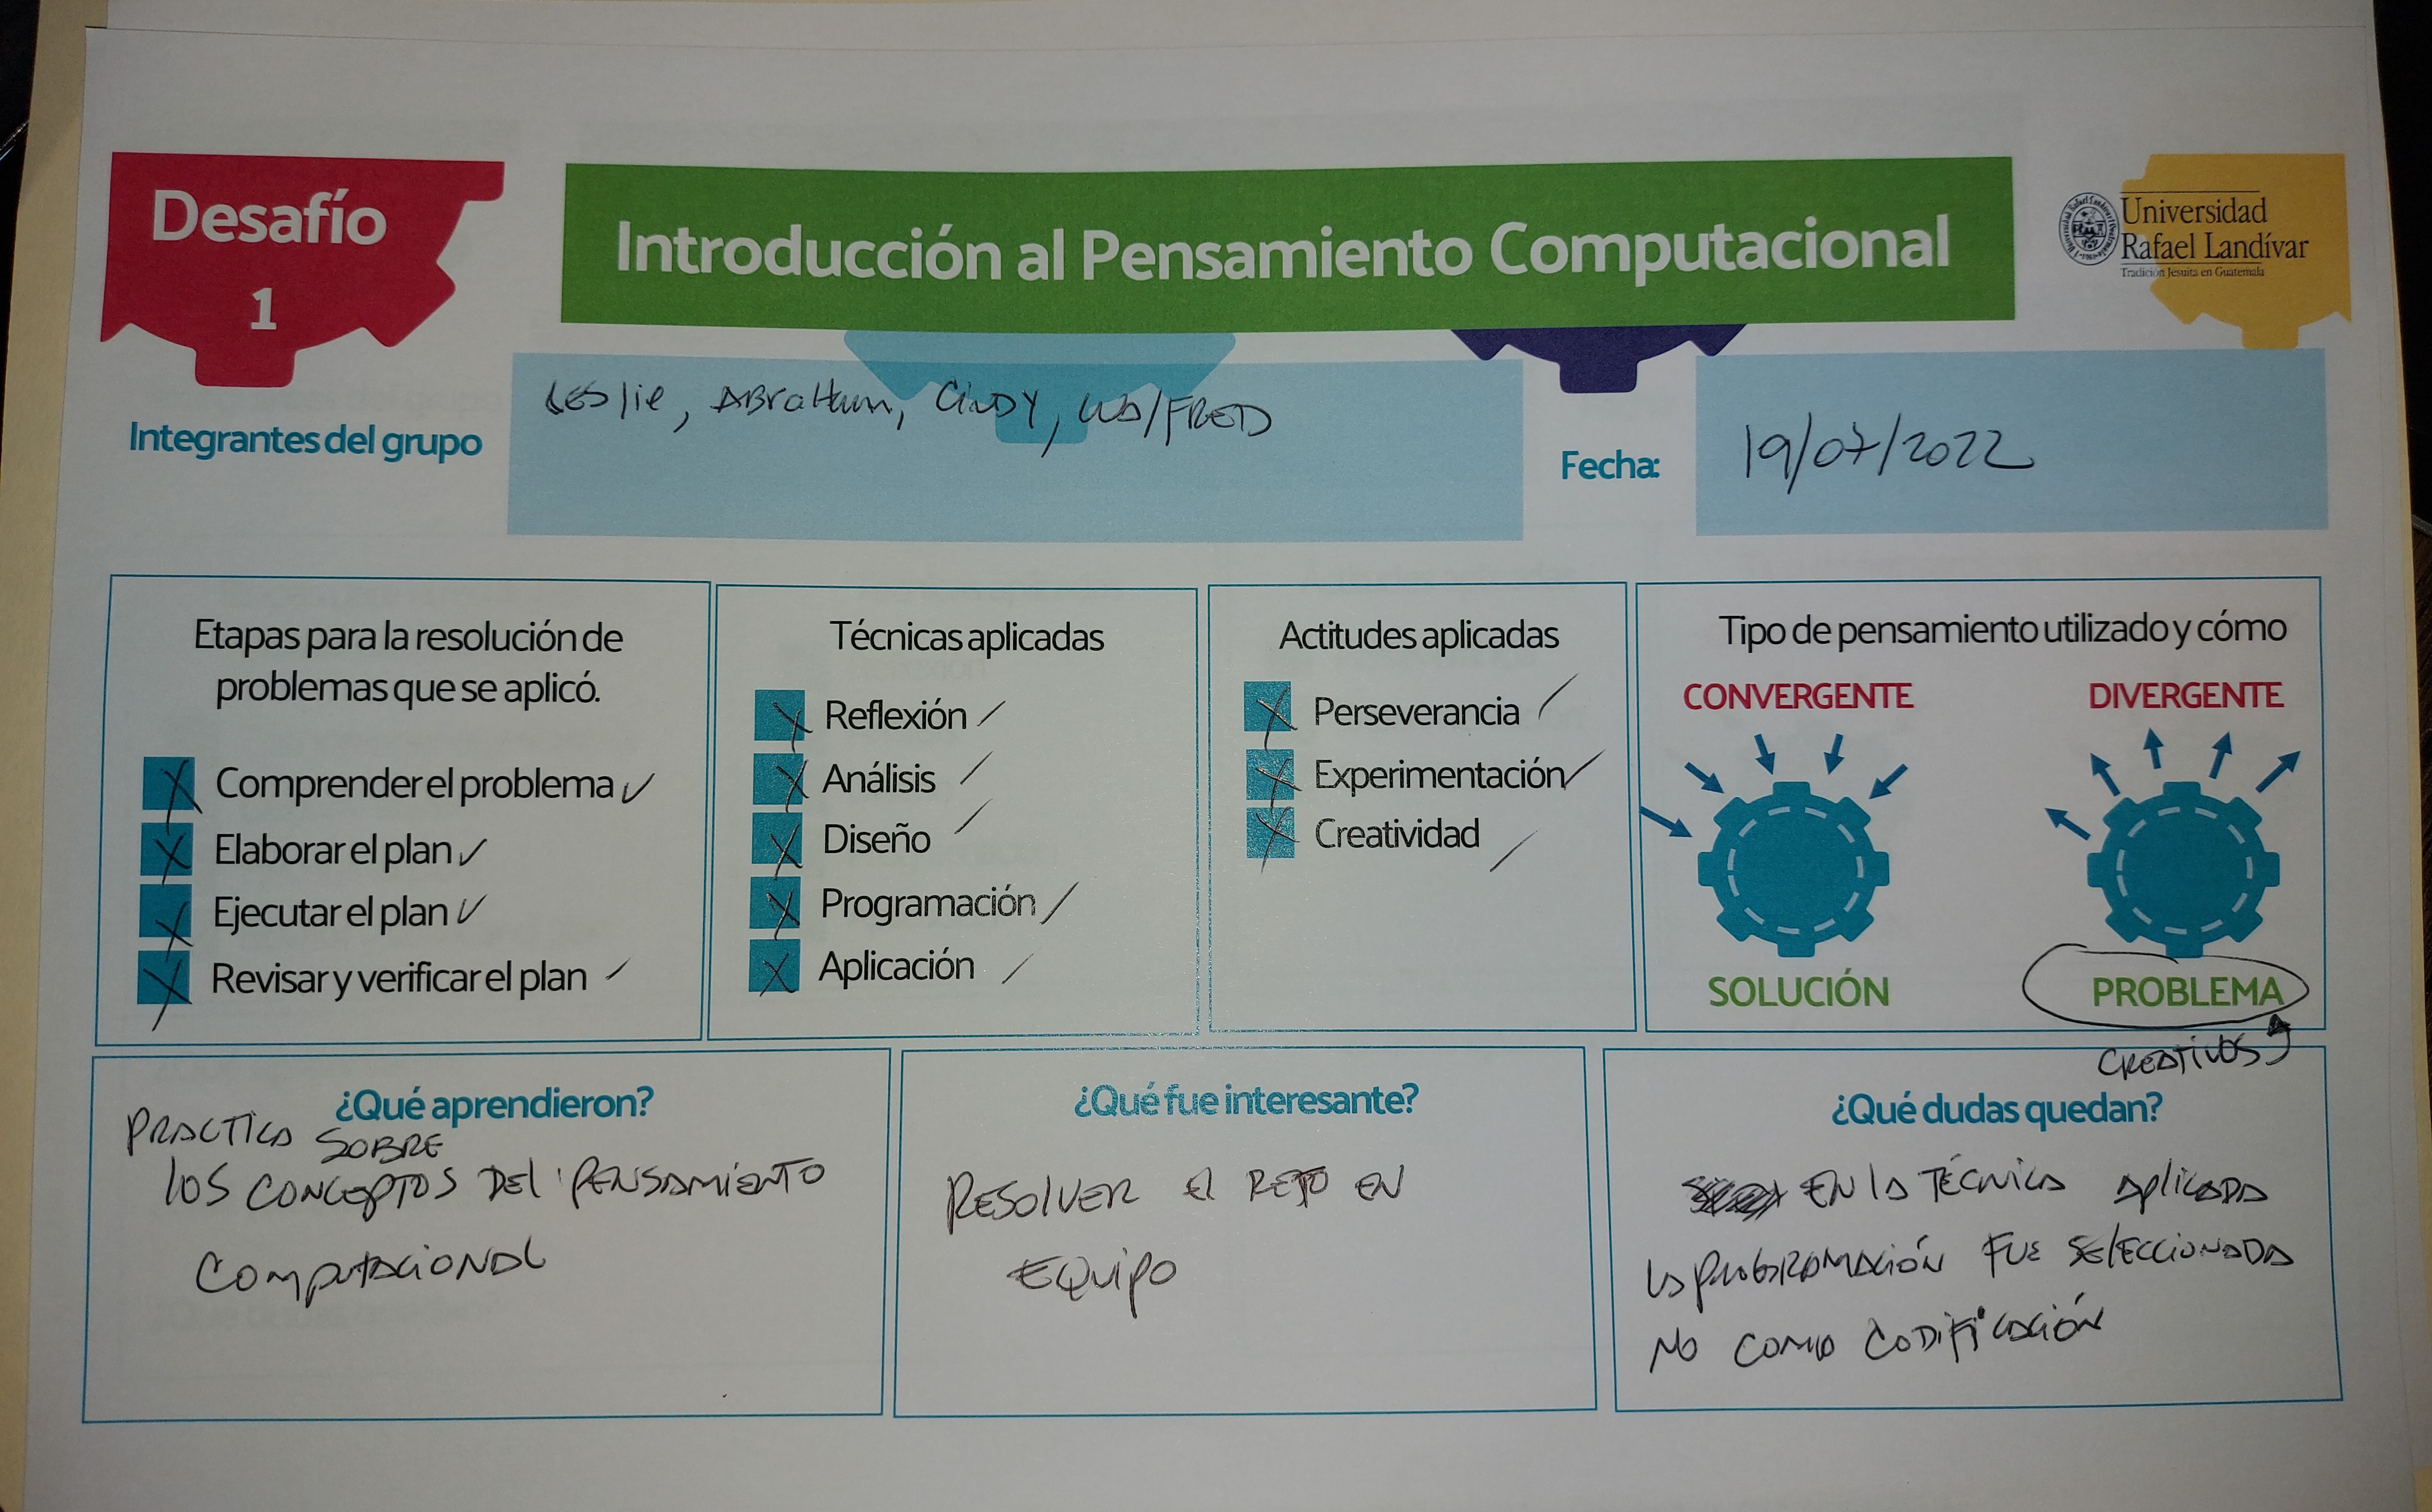 Desafío
1
Introducción al Pensamiento Computacional
Universidad
Rafael Landívar
Tradición Jesuita en Guatemala
Integrantes del grupo
Leslie, ABraHam, CiNDY, WilFRED
Fecha:
19/07/2022
Etapas para la resolución de
problemas que se aplicó.
Comprender el problema
Elaborar el plan
Ejecutar el plan
Revisar y verificar el plan
Técnicas aplicadas
Reflexión
Análisis
Diseño
Programación
Aplicación
Actitudes aplicadas
Perseverancia
Experimentación
Creatividad
Tipo de pensamiento utilizado y cómo
CONVERGENTE
DIVERGENTE
SOLUCIÓN
PROBLEMA
CREATIVOS
¿Qué aprendieron?
PRACTICA SOBRE
lOS CONCEPTOS DEl PENSAMIENTO
COMPUTACIONAL
¿Qué fue interesante?
RESOlVER El RETO EN
EQUIPO
¿Qué dudas quedan?
EN lA TÉCNICA APlICADA
LA PROGRAMACIÓN FUE SElECCIONADA
NO COMO CODIFICACIÓN